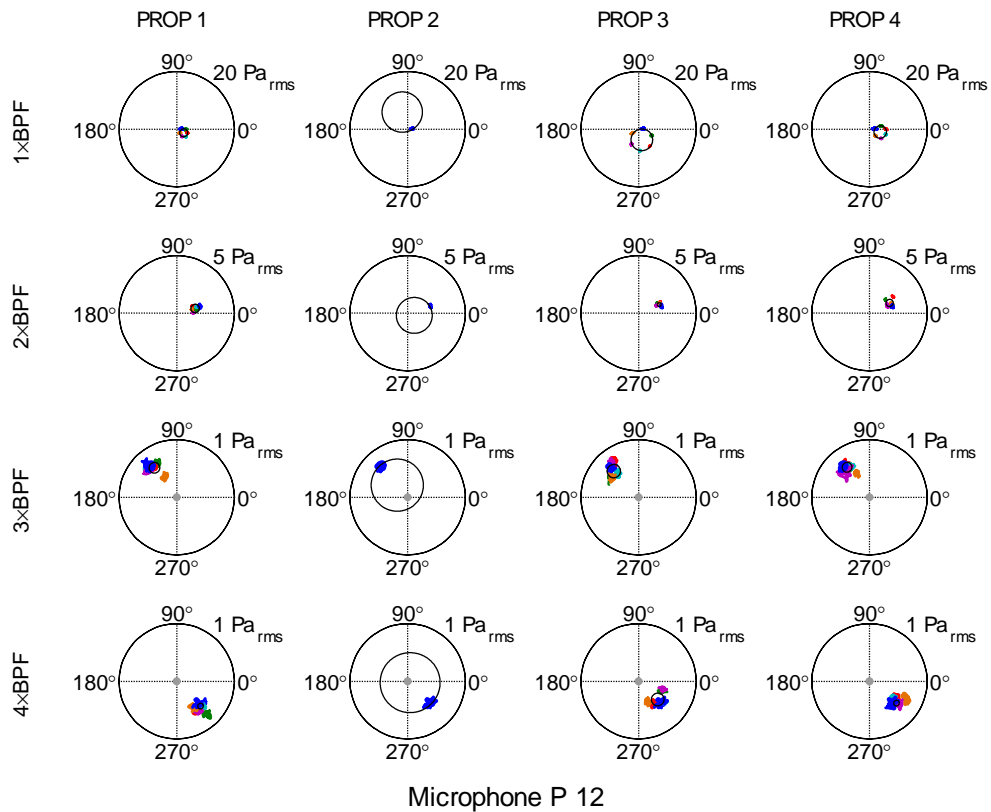 PROP 1 PROP 2 PROP 3 PROP 4
1×BPF
90° 20 Pa rms 180° 0° 270°
90° 20 Pa rms 180° 0° 270°
90° 20 Pa rms 180° 0° 270°
90° 20 Pa rms 180° 0° 270°
2×BPF
90° 5 Pa rms 180° 0° 270°
90° 5 Pa rms 180° 0° 270°
90° 5 Pa rms 180° 0° 270°
90° 5 Pa rms 180° 0° 270°
3×BPF
90° 1 Pa rms 180° 0° 270°
90° 1 Pa rms 180° 0° 270°
90° 1 Pa rms 180° 0° 270°
90° 1 Pa rms 180° 0° 270°
4×BPF
90° 1 Pa rms 180° 0° 270°
90° 1 Pa rms 180° 0° 270°
90° 1 Pa rms 180° 0° 270°
90° 1 Pa rms 180° 0° 270°
Microphone P 12